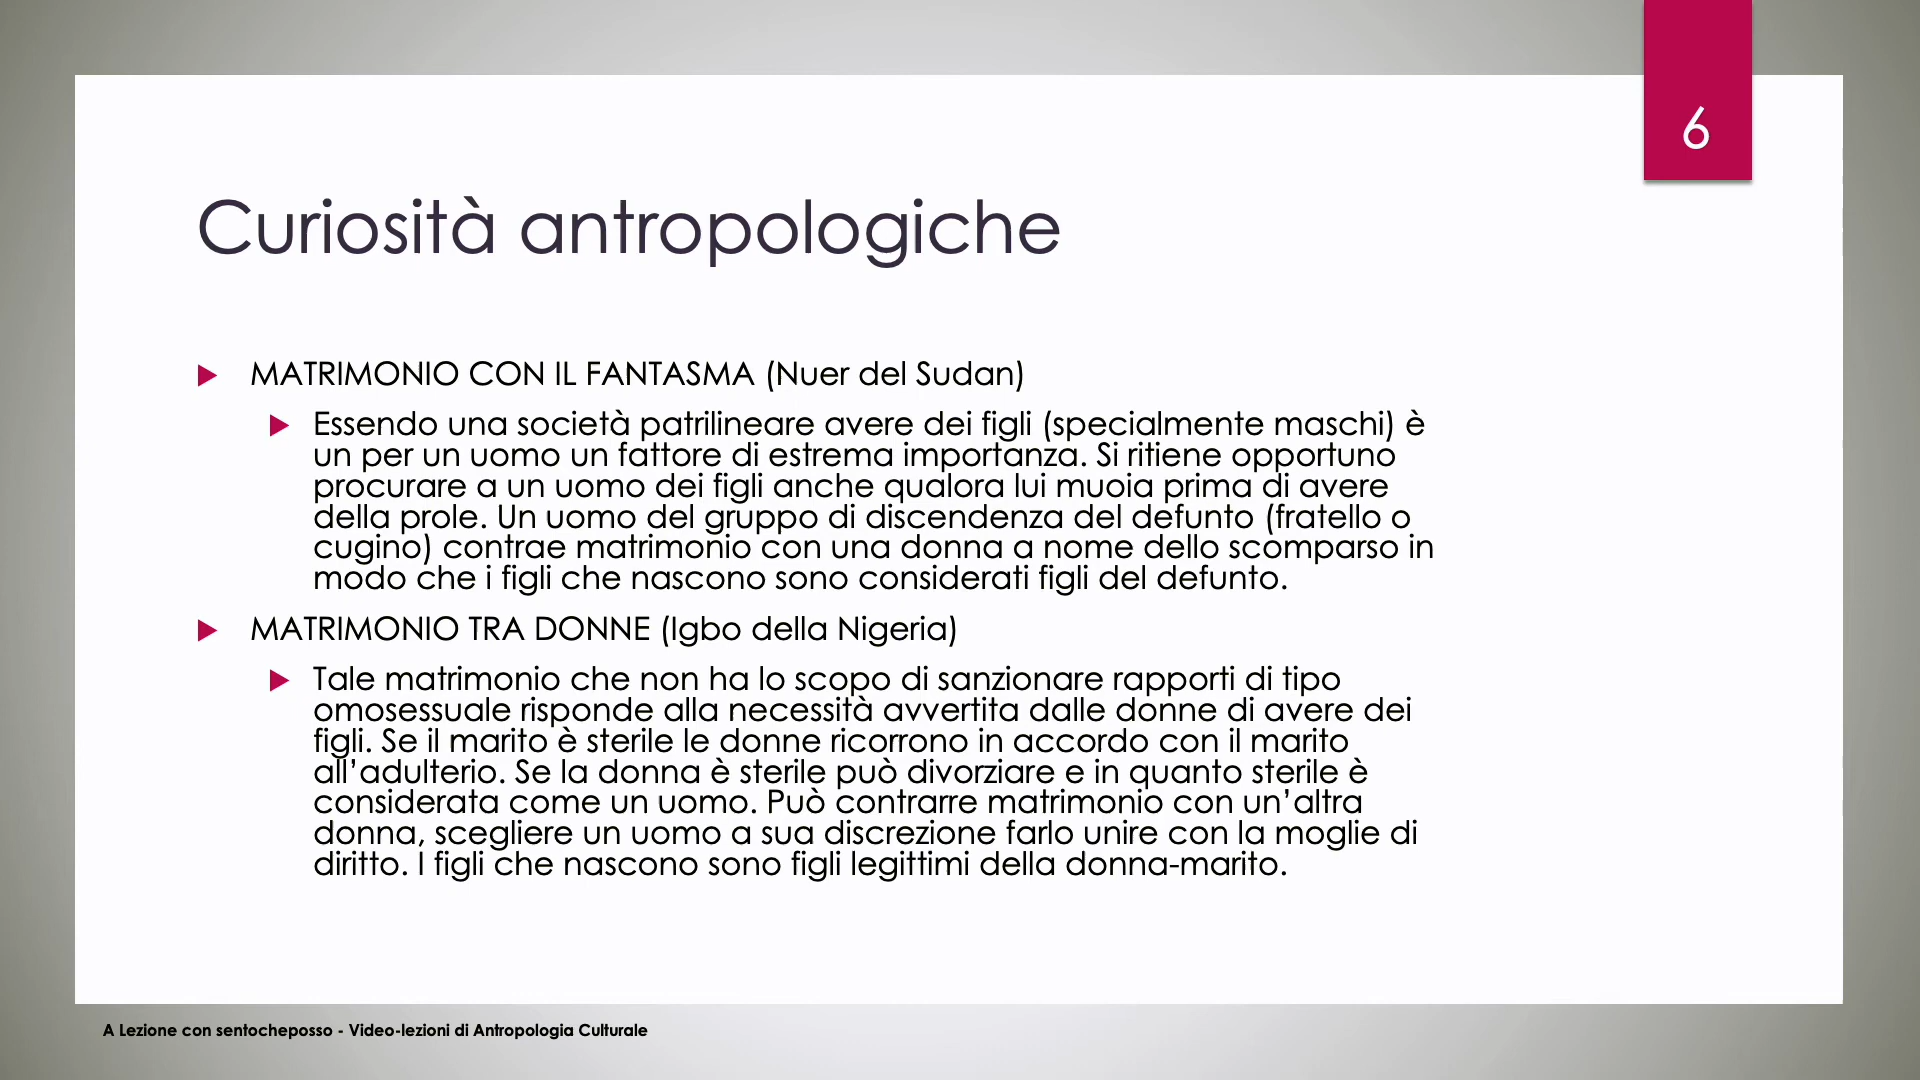 6
Curiosità antropologiche
MATRIMONIO CON IL FANTASMA (Nuer del Sudan)
Essendo una società patrilineare avere dei figli (specialmente maschi) è
un per un uomo un fattore di estrema importanza. Si ritiene opportuno
procurare a un uomo dei figli anche qualora lui muoia prima di avere
della prole. Un uomo del gruppo di discendenza del defunto (fratello o
cugino) contrae matrimonio con una donna a nome dello scomparso in
modo che i figli che nascono sono considerati figli del defunto.
MATRIMONIO TRA DONNE (Igbo della Nigeria)
Tale matrimonio che non ha lo scopo di sanzionare rapporti di tipo
omosessuale risponde alla necessità avvertita dalle donne di avere dei
figli. Se il marito è sterile le donne ricorrono in accordo con il marito
all’adulterio. Se la donna è sterile può divorziare e in quanto sterile è
considerata come un uomo. Può contrarre matrimonio con un’altra
donna, scegliere un uomo a sua discrezione farlo unire con la moglie di
diritto. I figli che nascono sono figli legittimi della donna-marito.
A Lezione con sentocheposso - Video-lezioni di Antropologia Culturale